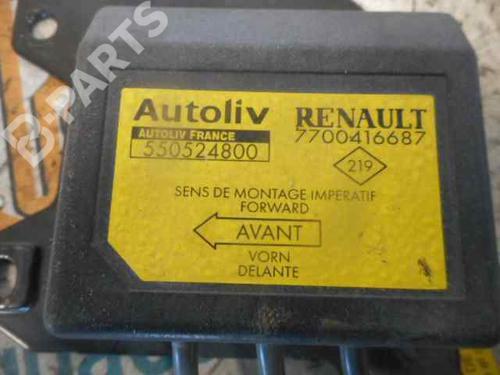 B-PARTS
Autoliv
AUTOLIV FRANCE
550524800
RENAULT
7700416687
219
SENS DE MONTAGE IMPERATIF
FORWARD
AVANT
VORN
DELANTE